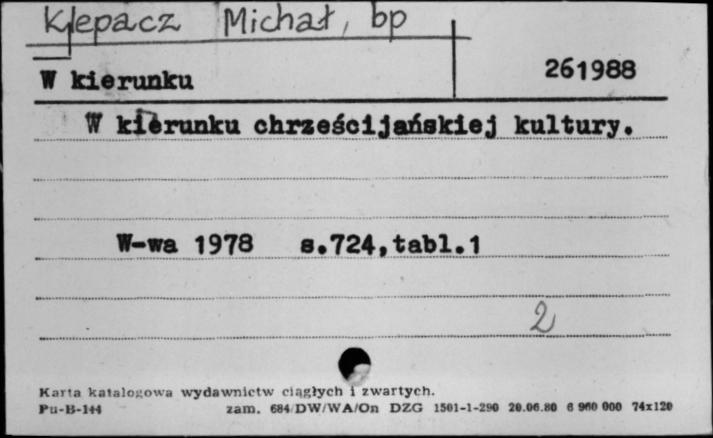 Klepacz Michał, bp
W kierunku
261988
W kierunku chrześcijańskiej kultury.
W-wa 1978 s.724,tabl.1
2
Karta katalogowa wydawnictw ciągłych i zwartych.
Pu-B-144 zam. 684/DW/WA/On DZG 1501-1-290 20.06.80 6 960 000 74x120